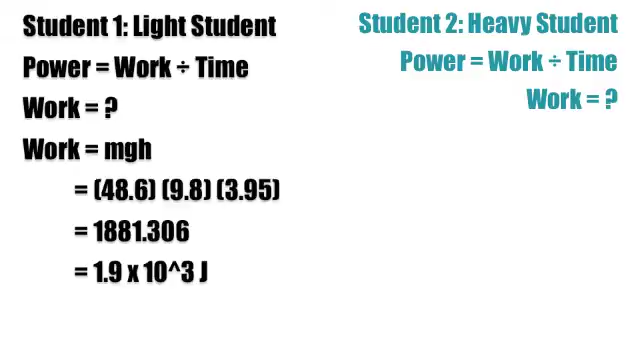 Student 1: Light Student
Power = Work ÷ Time
Work = ?
Work = mgh
= (48.6) (9.8) (3.95)
= 1881.306
= 1.9 x 10^3 J
Student 2: Heavy Student
Power = Work ÷ Time
Work = ?